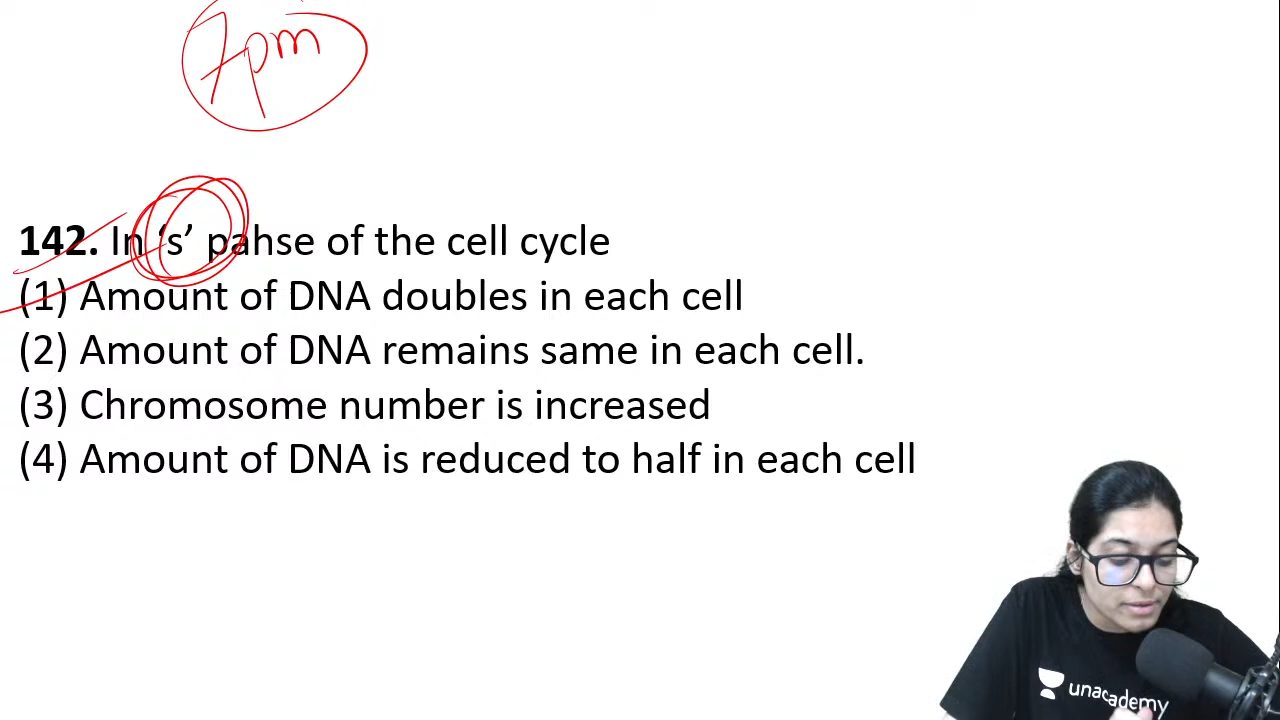 7pm
142. In ‘s’ pahse of the cell cycle
(1) Amount of DNA doubles in each cell
(2) Amount of DNA remains same in each cell.
(3) Chromosome number is increased
(4) Amount of DNA is reduced to half in each cell
unacademy